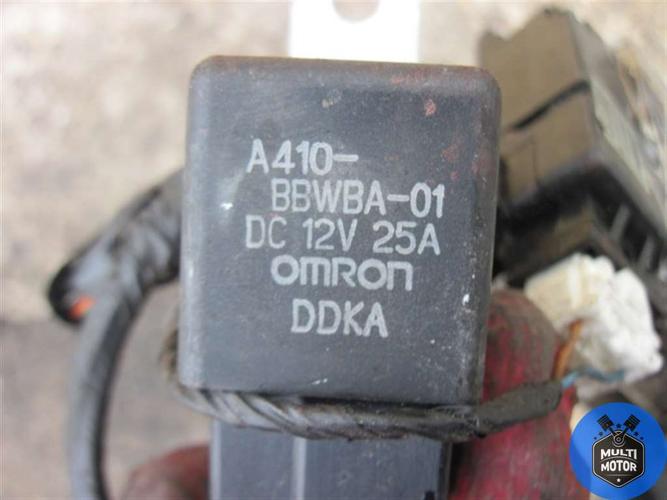 A410-
BBWBA-01
DC 12V 25A
OMRON
DDKA
MULTI
MOTOR